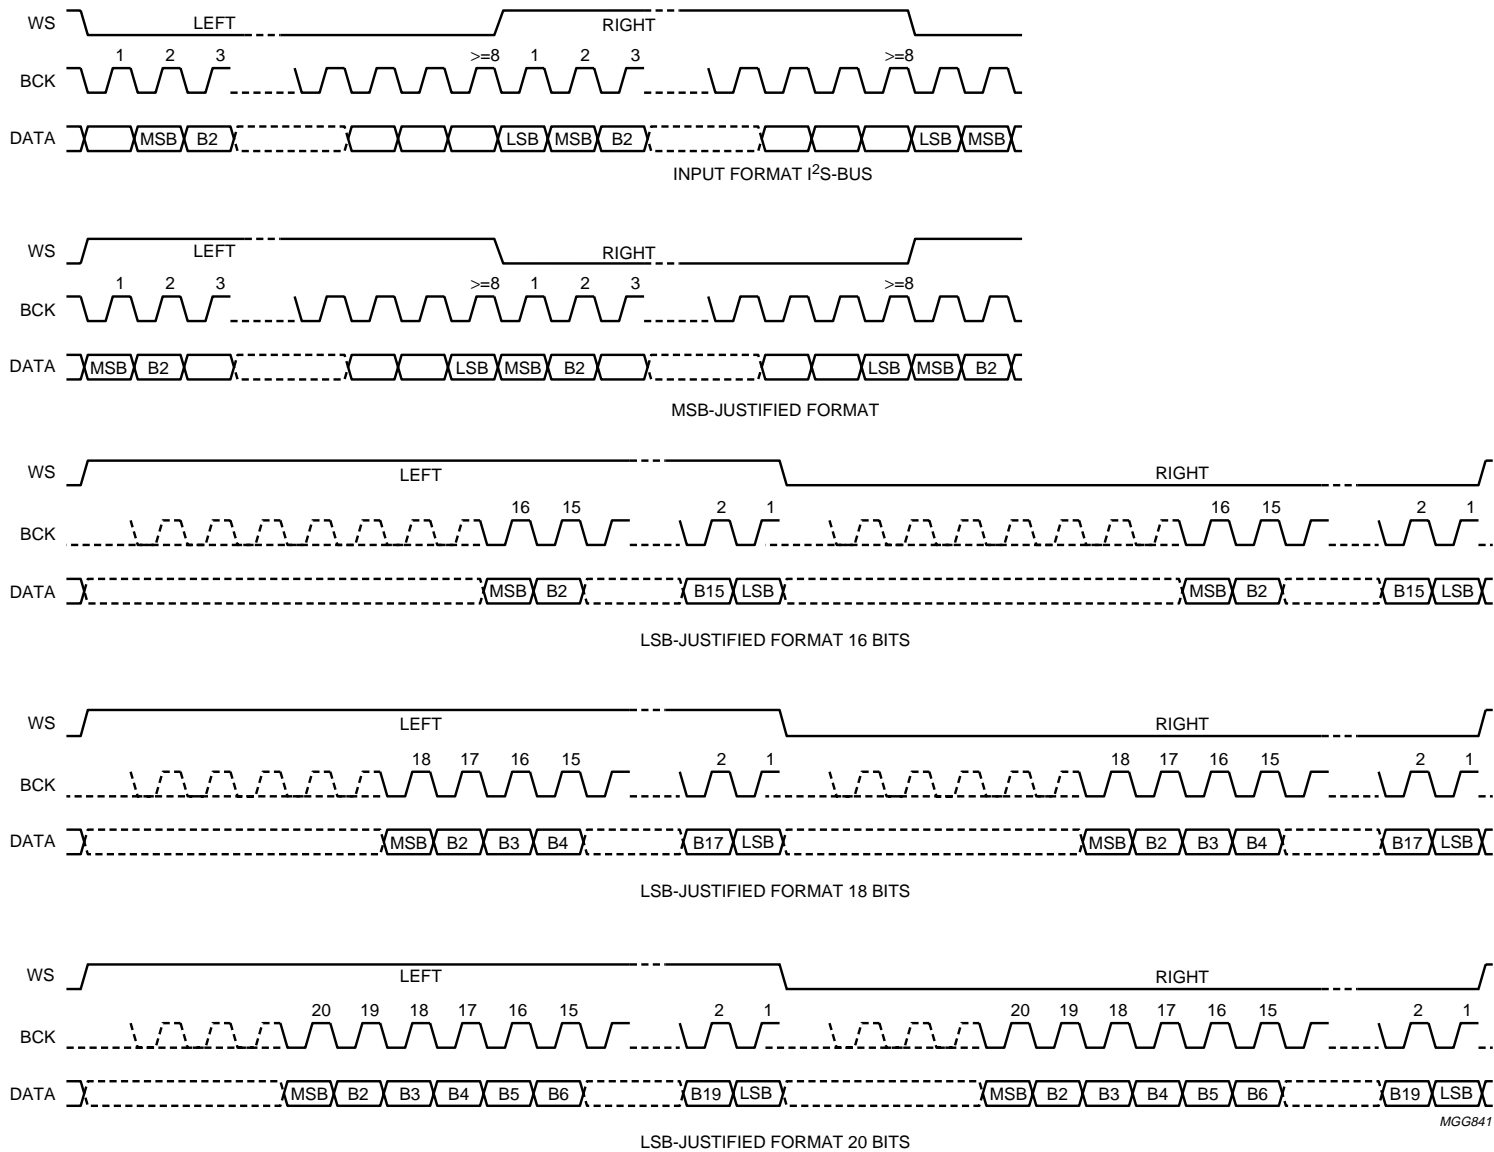 WS LEFT RIGHT
1 2 3 >=8 1 2 3 >=8
BCK
DATA MSB B2 LSB MSB B2 LSB MSB
INPUT FORMAT I²S-BUS
WS LEFT RIGHT
1 2 3 >=8 1 2 3 >=8
BCK
DATA MSB B2 LSB MSB B2 LSB MSB B2
MSB-JUSTIFIED FORMAT
WS LEFT RIGHT
16 15 2 1 16 15 2 1
BCK
DATA MSB B2 B15 LSB MSB B2 B15 LSB
LSB-JUSTIFIED FORMAT 16 BITS
WS LEFT RIGHT
18 17 16 15 2 1 18 17 16 15 2 1
BCK
DATA MSB B2 B3 B4 B17 LSB MSB B2 B3 B4 B17 LSB
LSB-JUSTIFIED FORMAT 18 BITS
WS LEFT RIGHT
20 19 18 17 16 15 2 1 20 19 18 17 16 15 2 1
BCK
DATA MSB B2 B3 B4 B5 B6 B19 LSB MSB B2 B3 B4 B5 B6 B19 LSB
MGG841
LSB-JUSTIFIED FORMAT 20 BITS